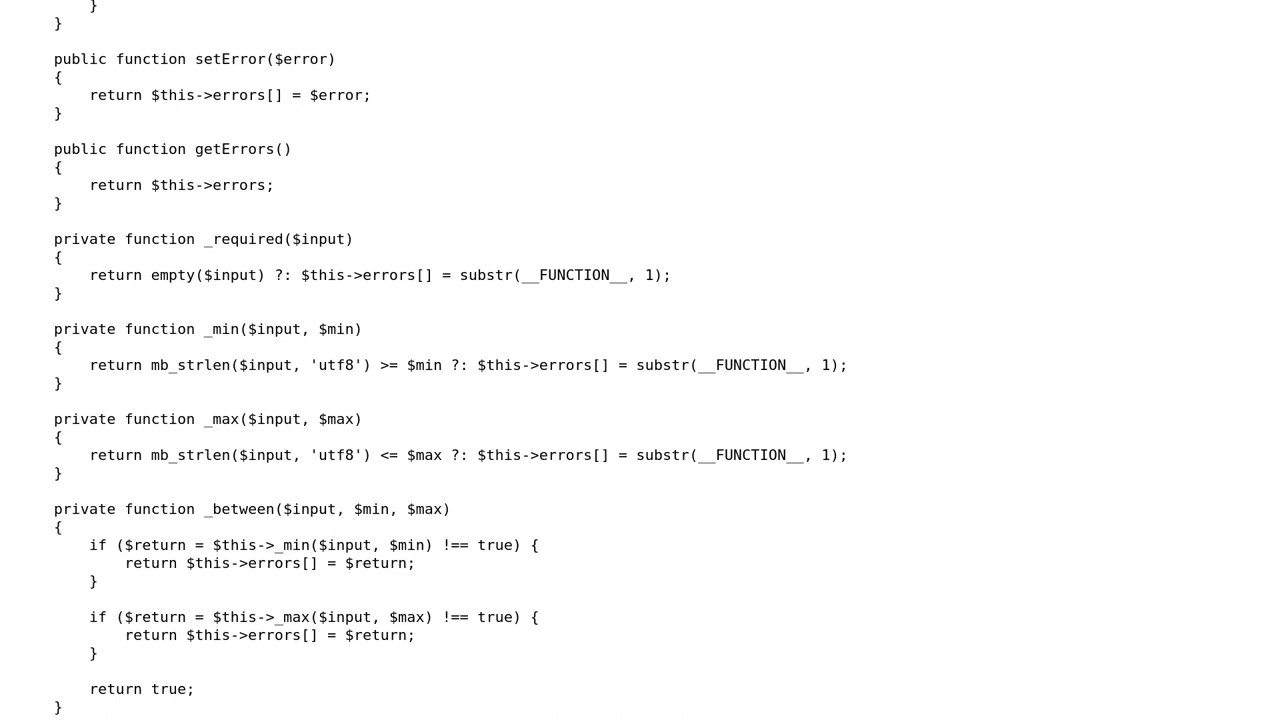 }
}

public function setError($error)
{
    return $this->errors[] = $error;
}

public function getErrors()
{
    return $this->errors;
}

private function _required($input)
{
    return empty($input) ?: $this->errors[] = substr(__FUNCTION__, 1);
}

private function _min($input, $min)
{
    return mb_strlen($input, 'utf8') >= $min ?: $this->errors[] = substr(__FUNCTION__, 1);
}

private function _max($input, $max)
{
    return mb_strlen($input, 'utf8') <= $max ?: $this->errors[] = substr(__FUNCTION__, 1);
}

private function _between($input, $min, $max)
{
    if ($return = $this->_min($input, $min) !== true) {
        return $this->errors[] = $return;
    }

    if ($return = $this->_max($input, $max) !== true) {
        return $this->errors[] = $return;
    }

    return true;
}